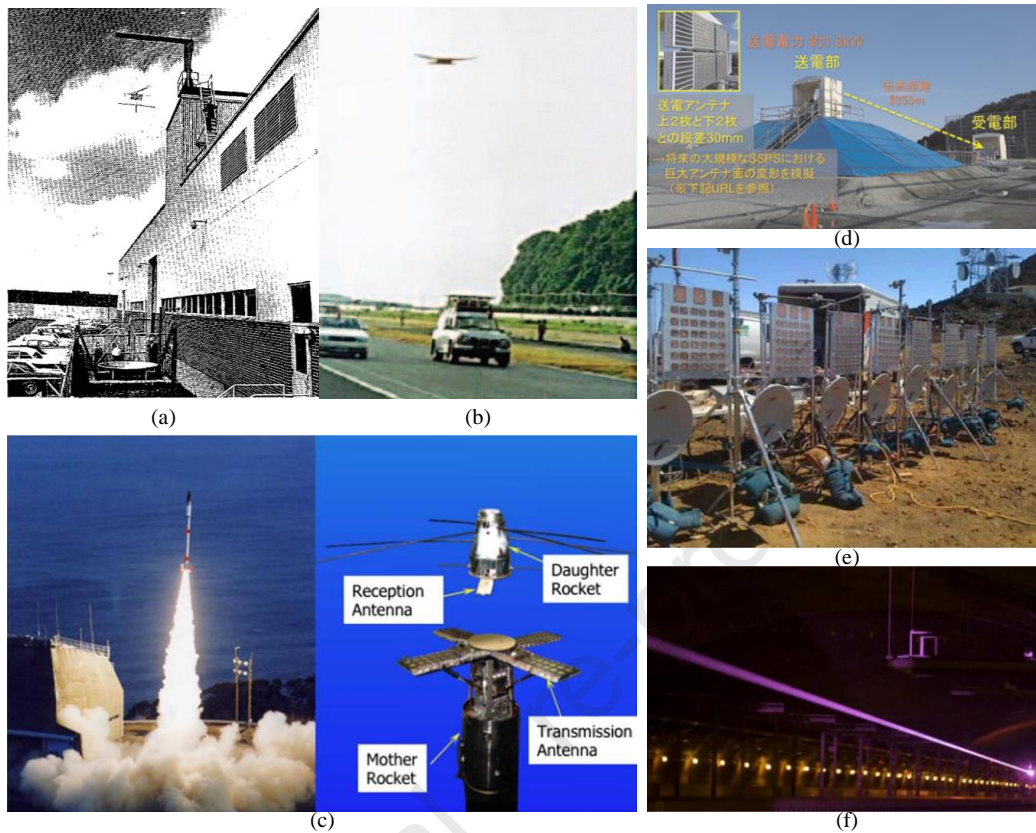 (a)
(b)
送電電力 約1.8kW
送電部
約55m
受電部
送電アンテナ
上2枚と下2枚
との段差30mm
→将来の大規模なSSPSにおける
巨大アンテナ面の変形を模擬
(※下記URLを参照)
(d)
(e)
Reception
Antenna
Daughter
Rocket
Mother
Rocket
Transmission
Antenna
(c)
(f)